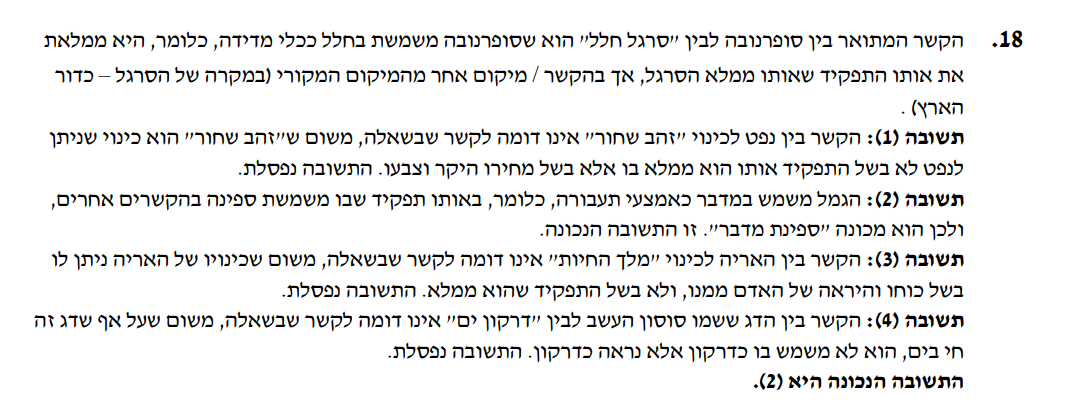 18. הקשר המתואר בין סופרנובה לבין "סרגל חלל" הוא שסופרנובה משמשת בחלל ככלי מדידה, כלומר, היא ממלאת
את אותו התפקיד שאותו ממלא הסרגל, אך בהקשר / מיקום אחר מהמיקום המקורי (במקרה של הסרגל – כדור
הארץ) .
תשובה (1): הקשר בין נפט לכינוי "זהב שחור" אינו דומה לקשר שבשאלה, משום ש"זהב שחור" הוא כינוי שניתן
לנפט לא בשל התפקיד אותו הוא ממלא בו אלא בשל מחירו היקר וצבעו. התשובה נפסלת.
תשובה (2): הגמל משמש במדבר כאמצעי תעבורה, כלומר, באותו תפקיד שבו משמשת ספינה בהקשרים אחרים,
ולכן הוא מכונה "ספינת מדבר". זו התשובה הנכונה.
תשובה (3): הקשר בין האריה לכינוי "מלך החיות" אינו דומה לקשר שבשאלה, משום שכינויו של האריה ניתן לו
בשל כוחו והיראה של האדם ממנו, ולא בשל התפקיד שהוא ממלא. התשובה נפסלת.
תשובה (4): הקשר בין הדג ששמו סוסון העשב לבין "דרקון ים" אינו דומה לקשר שבשאלה, משום שעל אף שדג זה
חי בים, הוא לא משמש בו כדרקון אלא נראה כדרקון. התשובה נפסלת.
התשובה הנכונה היא (2).